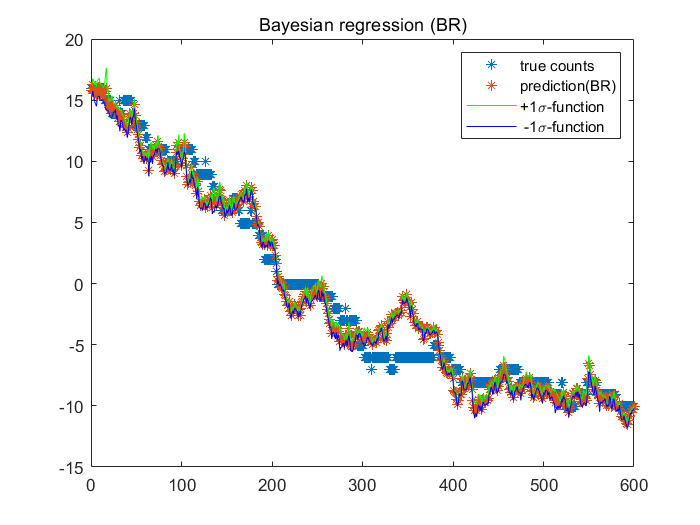 Bayesian regression (BR)
20
15
10
5
0
-5
-10
-15
true counts
prediction(BR)
+1σ-function
-1σ-function
0 100 200 300 400 500 600